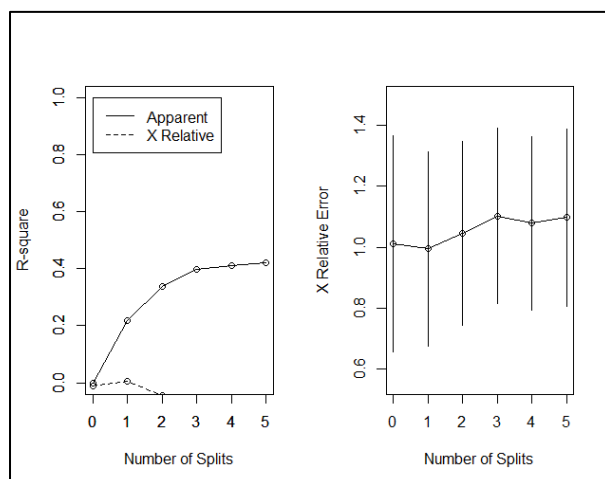 Apparent
X Relative
R-square
0.0
0.2
0.4
0.6
0.8
1.0
0 1 2 3 4 5
Number of Splits
X Relative Error
0.6
0.8
1.0
1.2
1.4
0 1 2 3 4 5
Number of Splits